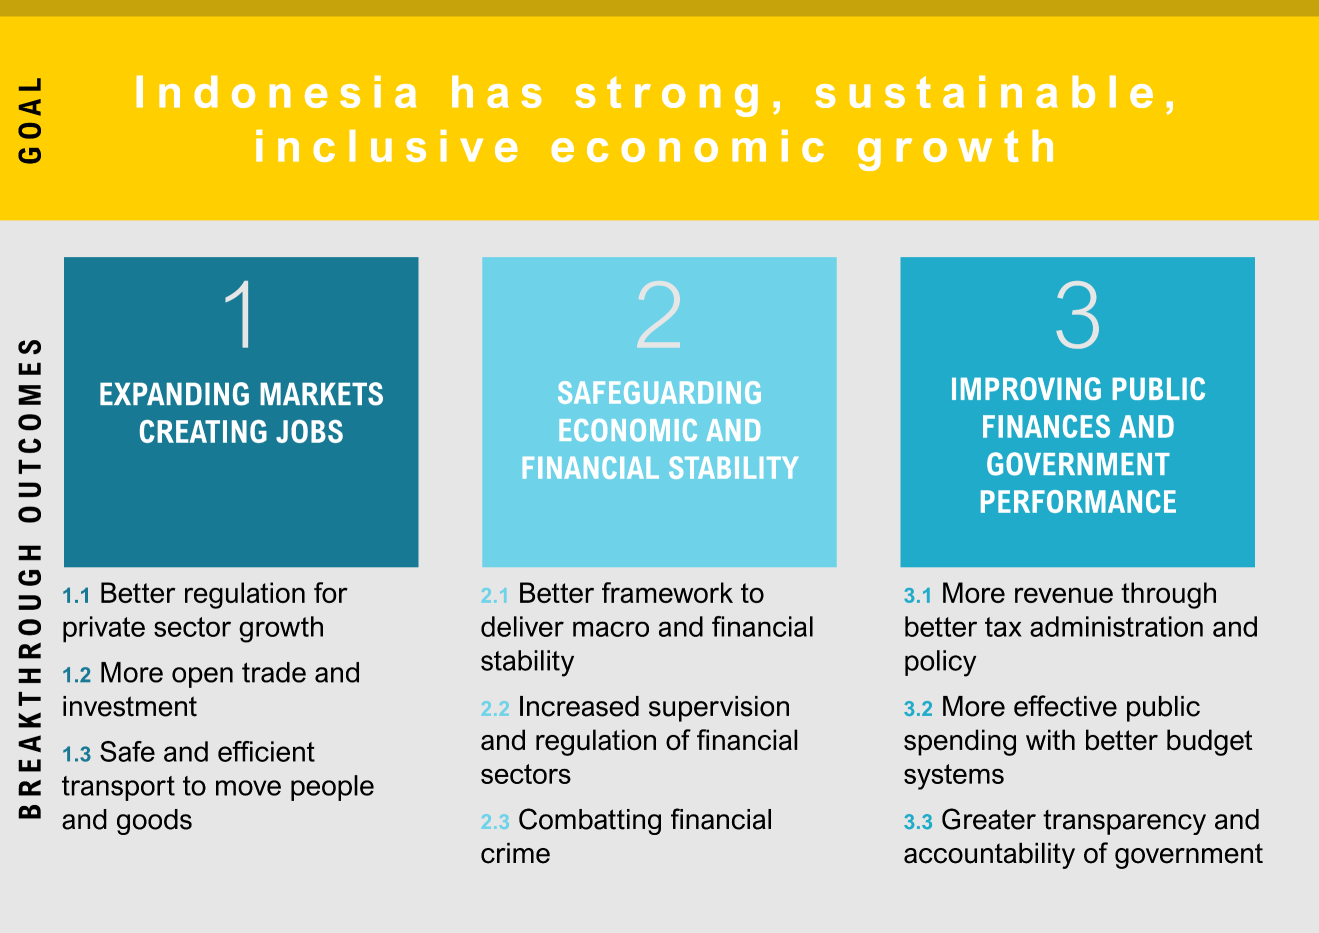 GOAL
Indonesia has strong, sustainable,
inclusive economic growth
BREAKTHROUGH OUTCOMES
1
EXPANDING MARKETS
CREATING JOBS
1.1 Better regulation for
private sector growth
1.2 More open trade and
investment
1.3 Safe and efficient
transport to move people
and goods
2
SAFEGUARDING
ECONOMIC AND
FINANCIAL STABILITY
2.1 Better framework to
deliver macro and financial
stability
2.2 Increased supervision
and regulation of financial
sectors
2.3 Combatting financial
crime
3
IMPROVING PUBLIC
FINANCES AND
GOVERNMENT
PERFORMANCE
3.1 More revenue through
better tax administration and
policy
3.2 More effective public
spending with better budget
systems
3.3 Greater transparency and
accountability of government